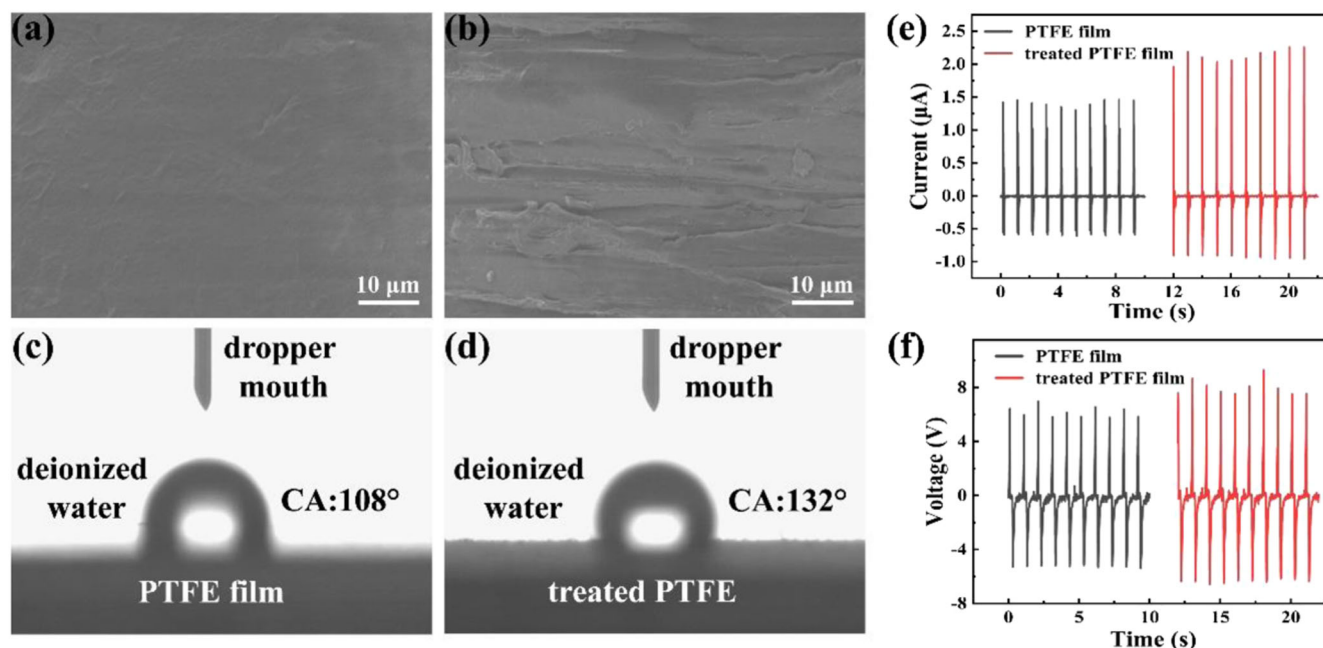 (a)
10 µm
(b)
10 µm
(c)
dropper
mouth
deionized
water
CA:108°
PTFE film
(d)
dropper
mouth
deionized
water
CA:132°
treated PTFE
(e)
PTFE film
treated PTFE film
Current (µA)
2.5
2.0
1.5
1.0
0.5
0.0
-0.5
-1.0
0 4 8 12 16 20
Time (s)
(f)
PTFE film
treated PTFE film
Voltage (V)
8
4
0
-4
-8
0 5 10 15 20
Time (s)